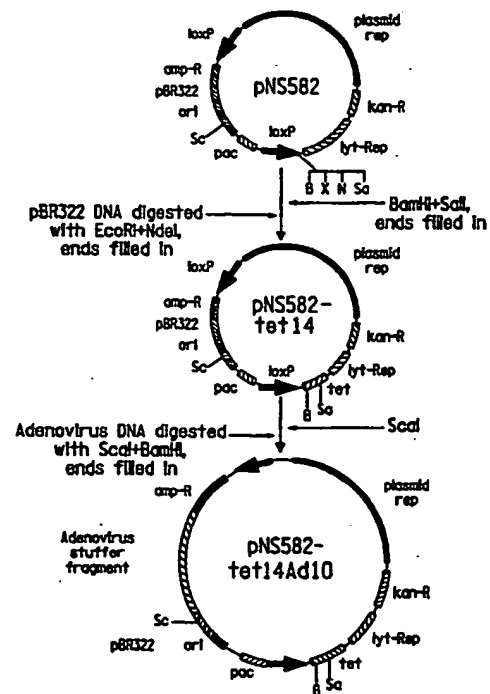 plasmid
rep
loxP
amp-R
pBR322
ori
Sc
pac
loxP
pNS582
kan-R
lyt-Rep
B X N Sa
pBR322 DNA digested
with EcoRI+NdeI,
ends filled in
BamHI+SalI,
ends filled in
plasmid
rep
loxP
amp-R
pBR322
ori
Sc
pac
loxP
pNS582-
tet14
kan-R
lyt-Rep
tet
Sa
B
Adenovirus DNA digested
with ScaI+BamHI,
ends filled in
ScaI
amp-R
plasmid
rep
Adenovirus
stuffer
fragment
pNS582-
tet14Ad10
Sc
pBR322
ori
pac
kan-R
lyt-Rep
tet
Sa
B